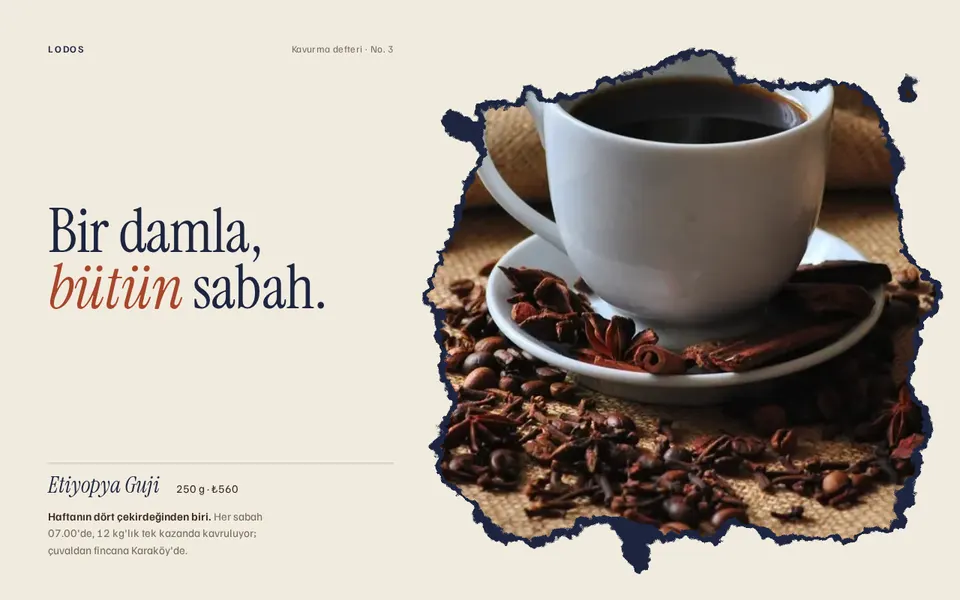 LODOS
Kavurma defteri · No. 3
Bir damla,
bütün sabah.
Etiyopya Guji
250 g · ₺560
Haftanın dört çekirdeğinden biri. Her sabah
07.00'de, 12 kg'lık tek kazanda kavruluyor;
çuvaldan fincana Karaköy'de.